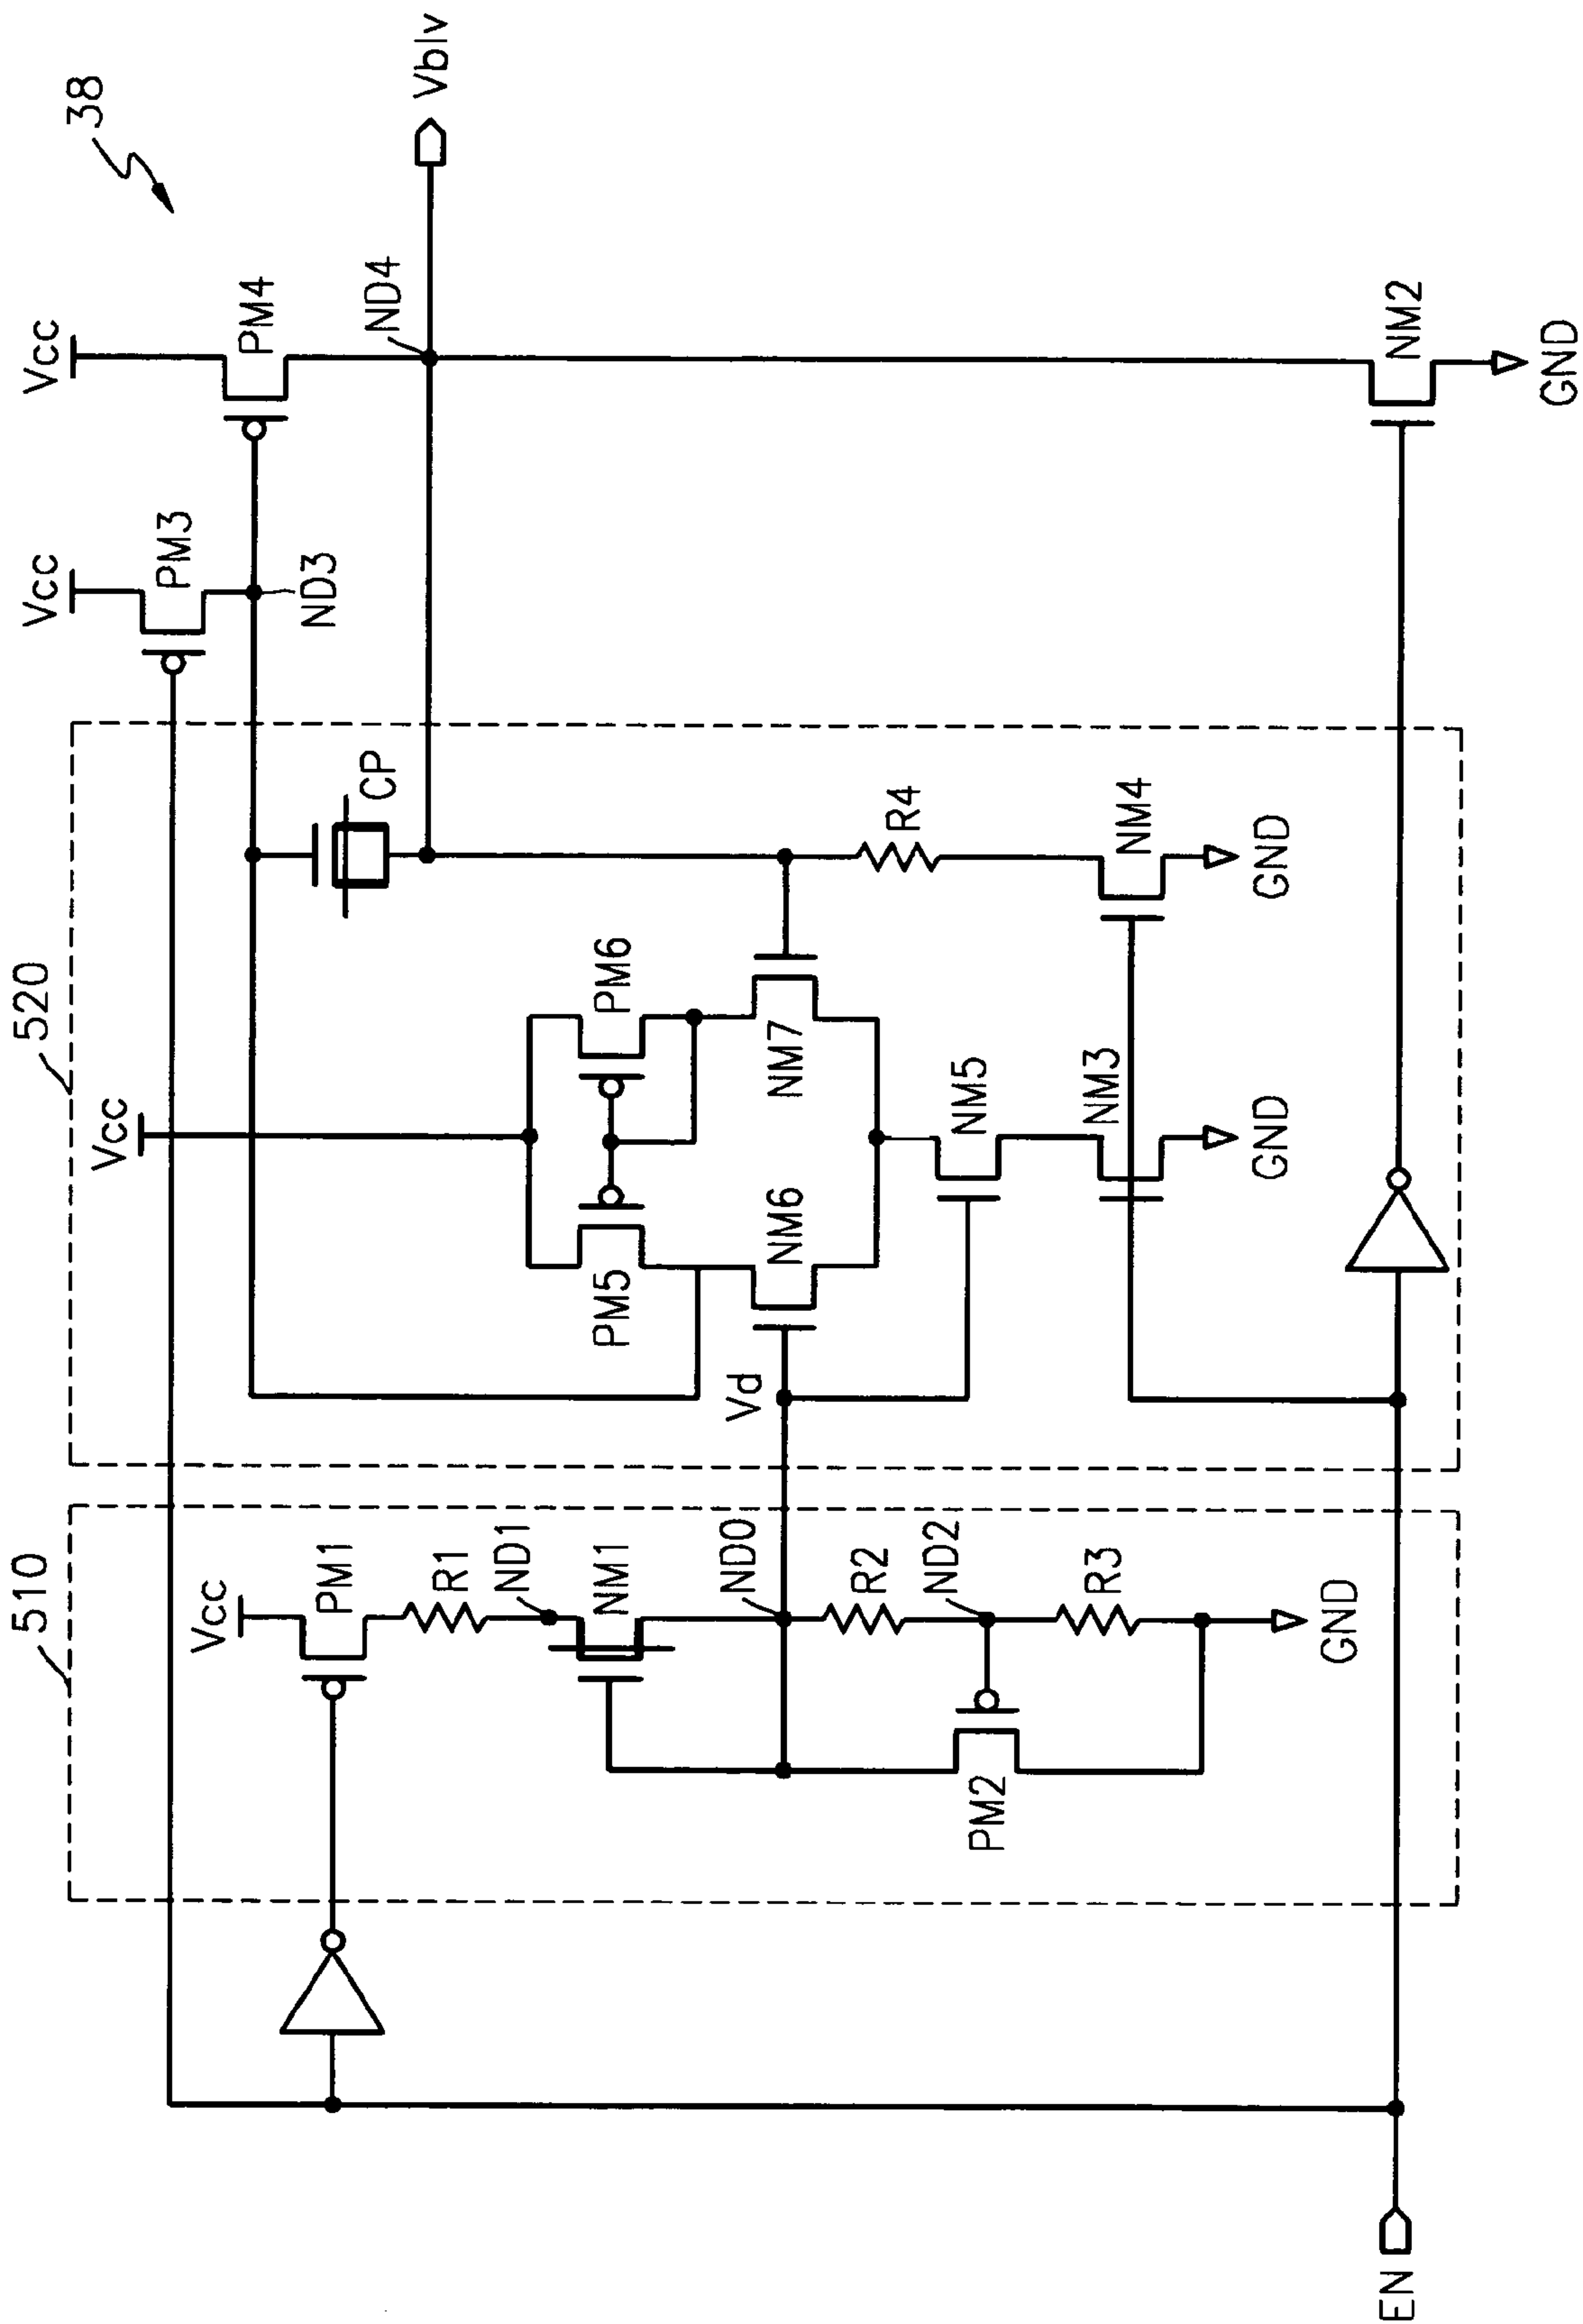 38
Vcc
PM4
ND4
Vblv
Vcc
PM3
ND3
NM2
GND
520
Vcc
CP
PM6
PM5
NM7
NM6
Vd
R4
NM5
NM4
NM3
GND
GND
510
Vcc
PM1
R1
ND1
NM1
ND0
R2
ND2
R3
PM2
GND
EN